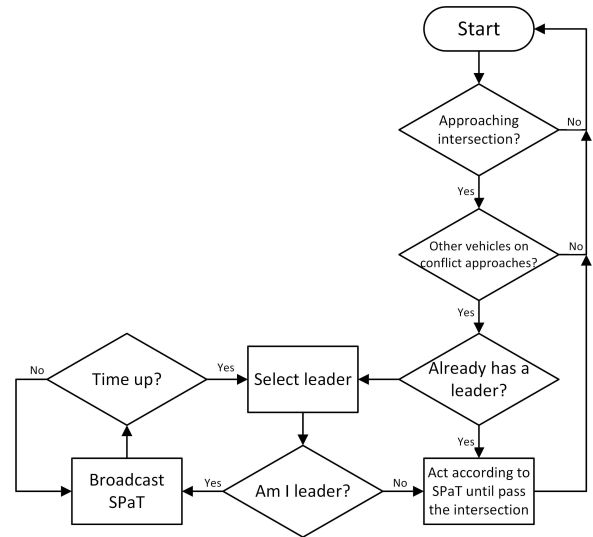 Start
Approaching
intersection?
No
Yes
Other vehicles on
conflict approaches?
No
Yes
Already has a
leader?
Yes
Select leader
Time up?
Yes
No
Broadcast
SPaT
Yes
Am I leader?
No
Act according to
SPaT until pass
the intersection